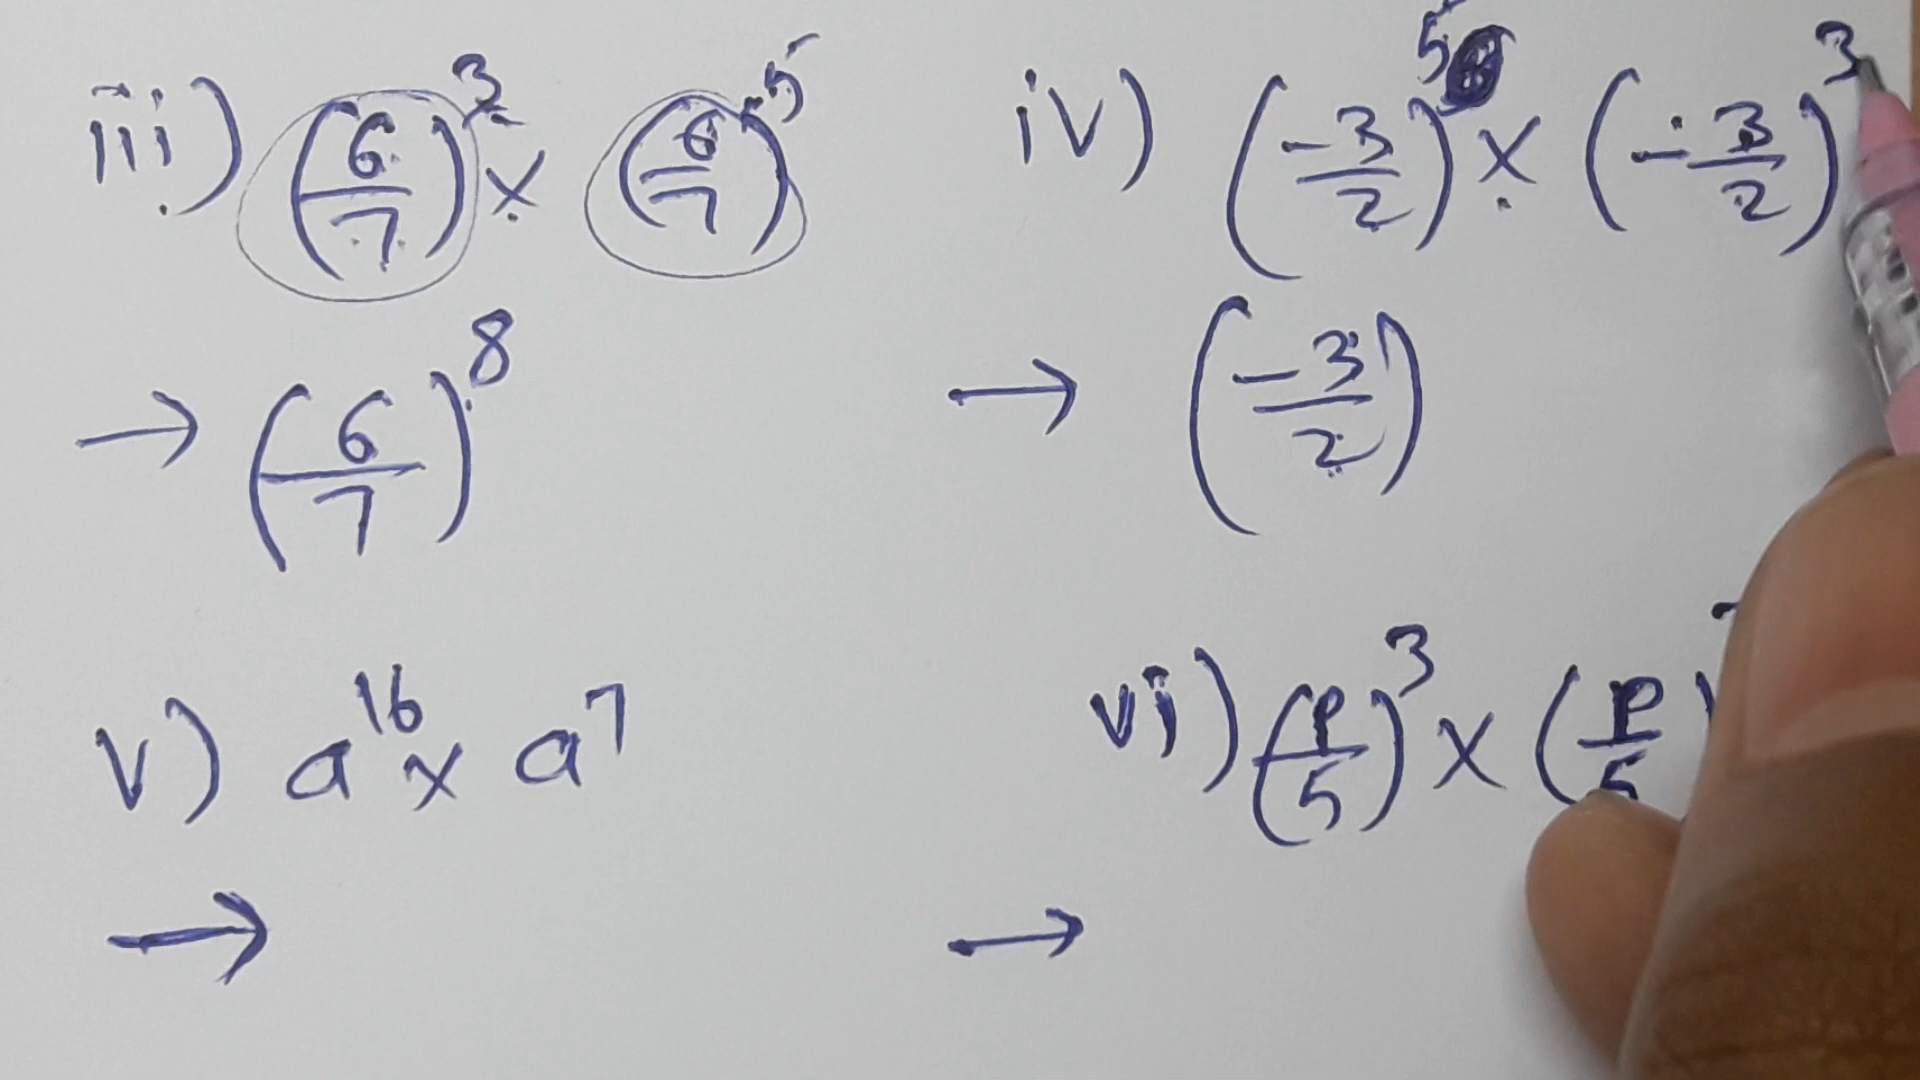 iii) (6/7)^3 × (6/7)^5
iv) (-3/2)^5 × (-3/2)^3
→ (6/7)^8
→ (-3/2)
v) a^16 × a^7
vi) (p/5)^3 × (p/5)
→
→